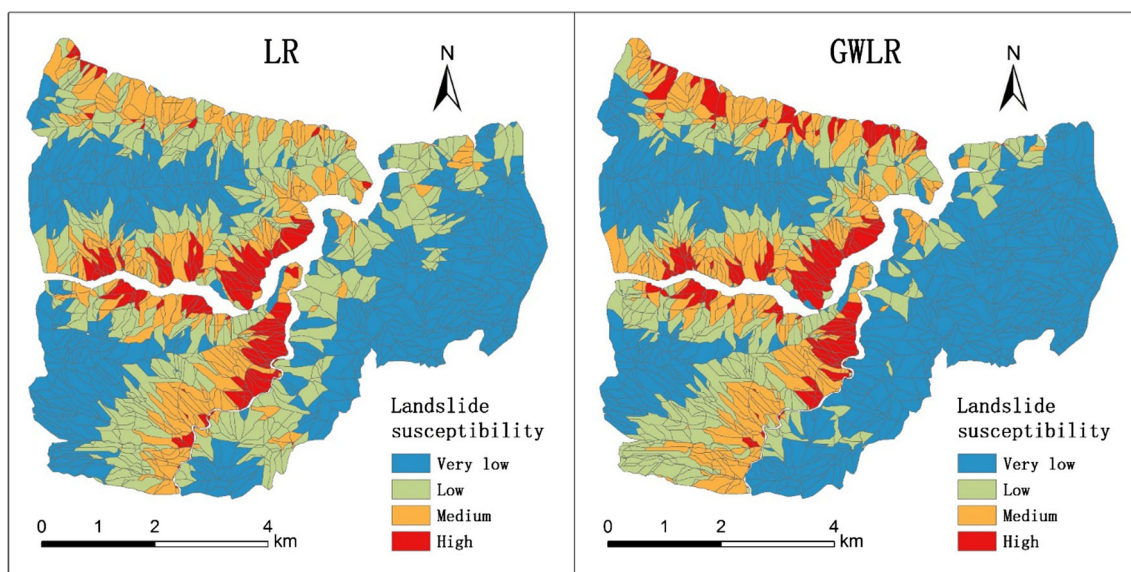 LR
N
Landslide
susceptibility
Very low
Low
Medium
High
0 1 2 4
km
GWLR
N
Landslide
susceptibility
Very low
Low
Medium
High
0 1 2 4
km